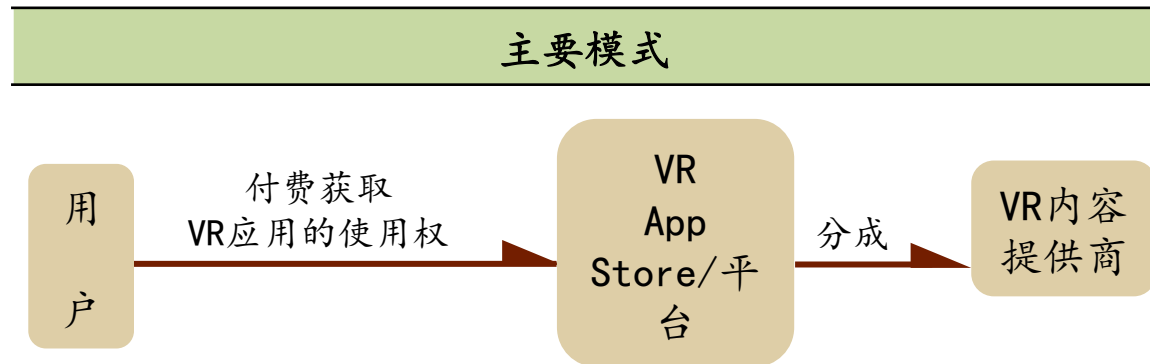 主要模式
用
户
付费获取
VR应用的使用权
VR
App
Store/平
台
分成
VR内容
提供商